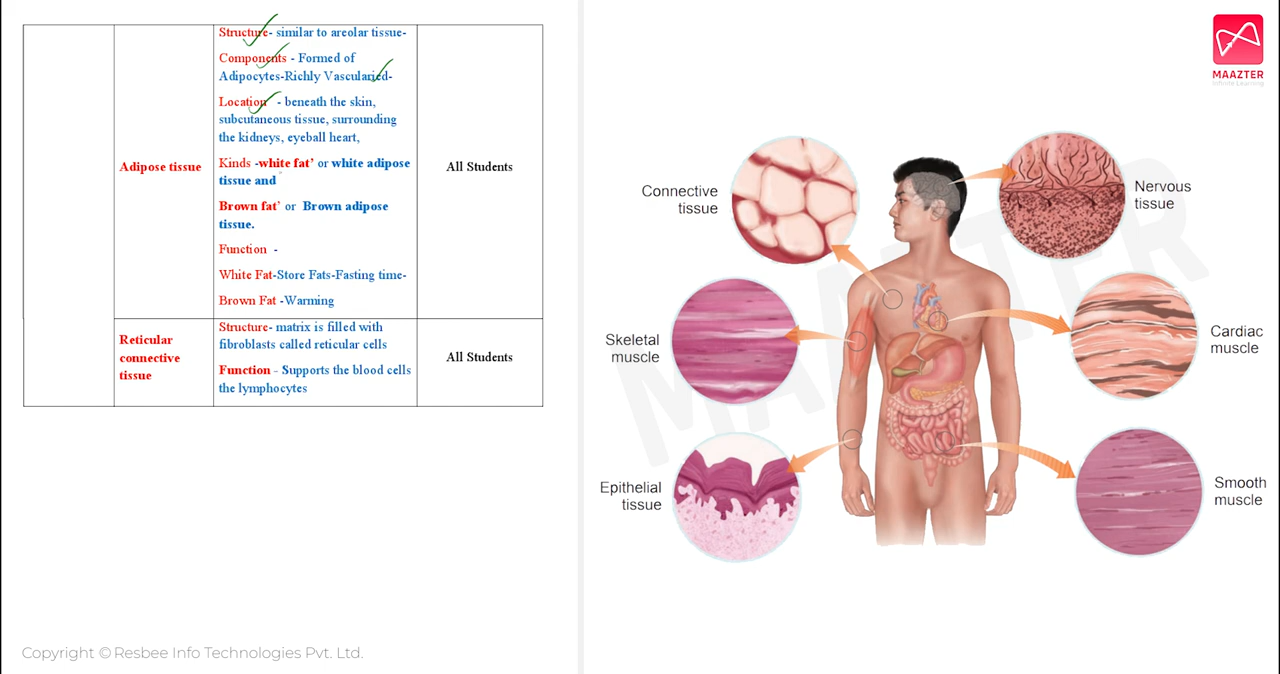 Structure- similar to areolar tissue-
Components - Formed of
Adipocytes-Richly Vascularied-
Location - beneath the skin,
subcutaneous tissue, surrounding
the kidneys, eyeball heart,
Adipose tissue
Kinds -white fat’ or white adipose
tissue and
Brown fat’ or Brown adipose
tissue.
Function -
White Fat-Store Fats-Fasting time-
Brown Fat -Warming
All Students
Reticular
connective
tissue
Structure- matrix is filled with
fibroblasts called reticular cells
Function - Supports the blood cells
the lymphocytes
All Students
MAAZTER
Infinite Learning
Connective
tissue
Nervous
tissue
Skeletal
muscle
Cardiac
muscle
Epithelial
tissue
Smooth
muscle
MAAZTER
Copyright © Resbee Info Technologies Pvt. Ltd.